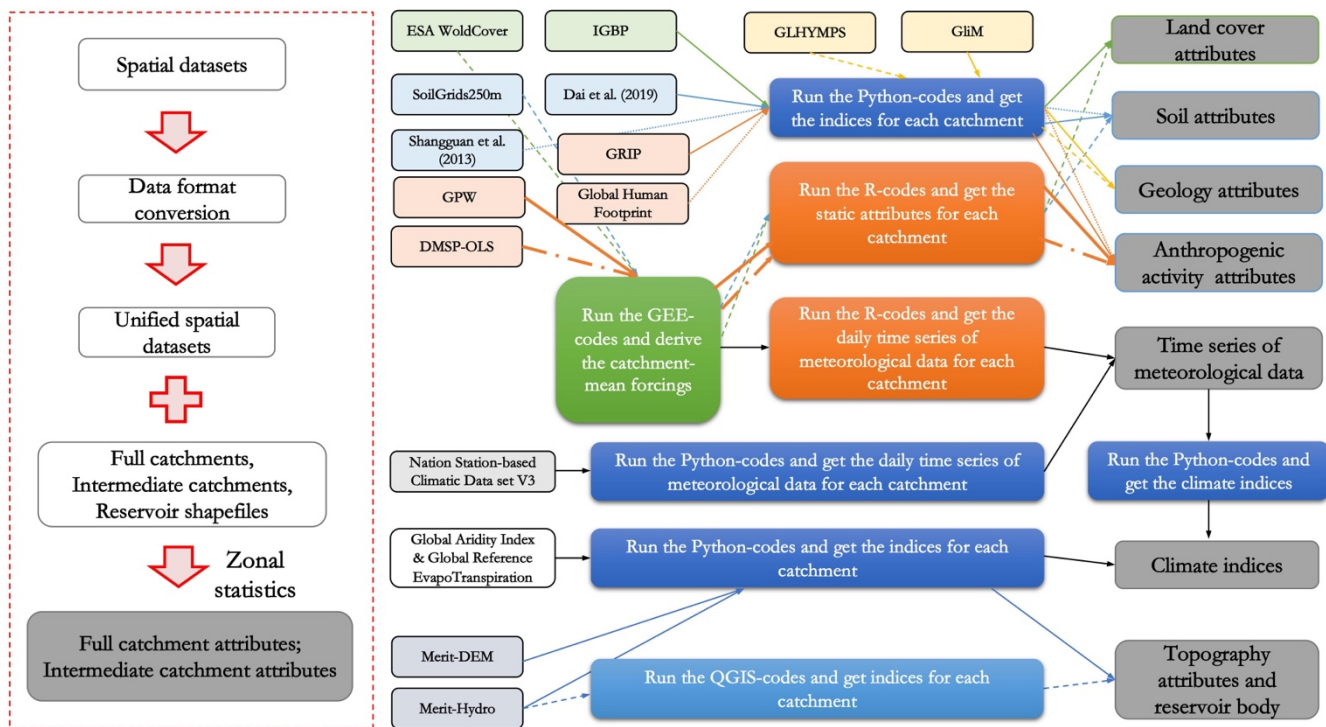 Spatial datasets
Data format
conversion
Unified spatial
datasets
Full catchments,
Intermediate catchments,
Reservoir shapefiles
Zonal
statistics
Full catchment attributes;
Intermediate catchment attributes
ESA WoldCover
IGBP
GLHYMPS
GliM
SoilGrids250m
Dai et al. (2019)
Shangguan et al.
(2013)
GRIP
GPW
Global Human
Footprint
DMSP-OLS
Run the Python-codes and get
the indices for each catchment
Run the R-codes and get the
static attributes for each
catchment
Run the GEE-
codes and derive
the catchment-
mean forcings
Run the R-codes and get the
daily time series of
meteorological data for each
catchment
Land cover
attributes
Soil attributes
Geology attributes
Anthropogenic
activity attributes
Time series of
meteorological data
Nation Station-based
Climatic Data set V3
Run the Python-codes and get the daily time series of
meteorological data for each catchment
Run the Python-codes and
get the climate indices
Global Aridity Index
& Global Reference
EvapoTranspiration
Run the Python-codes and get the indices for each
catchment
Climate indices
Merit-DEM
Merit-Hydro
Run the QGIS-codes and get indices for each
catchment
Topography
attributes and
reservoir body